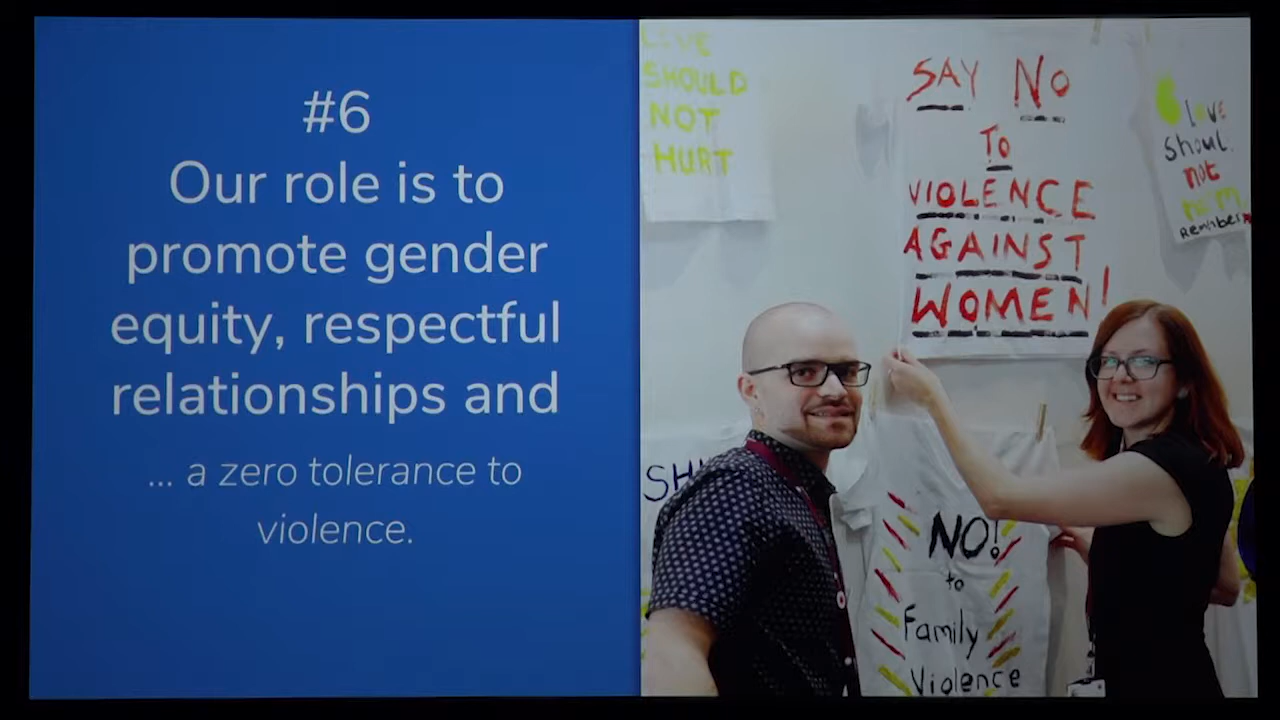 #6
Our role is to
promote gender
equity, respectful
relationships and
... a zero tolerance to
violence.
LOVE
SHOULD
NOT
HURT
SAY NO
TO
VIOLENCE
AGAINST
WOMEN!
LOVE
Shoul
not
Remember
NO!
to
Family
Violence